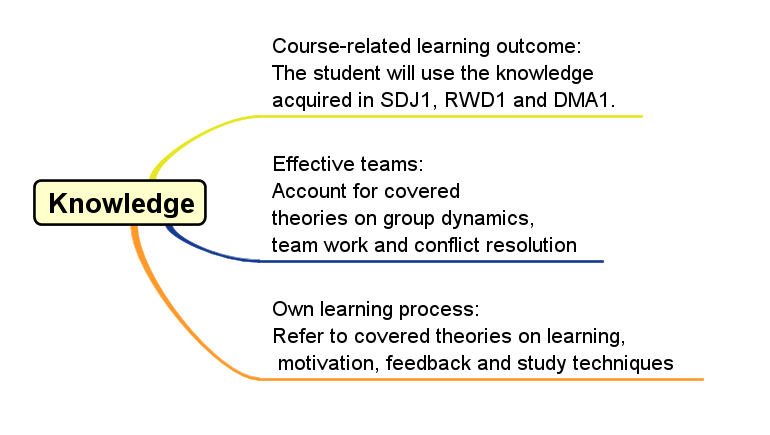 Course-related learning outcome:
The student will use the knowledge
acquired in SDJ1, RWD1 and DMA1.
Effective teams:
Account for covered
theories on group dynamics,
team work and conflict resolution
Knowledge
Own learning process:
Refer to covered theories on learning,
motivation, feedback and study techniques